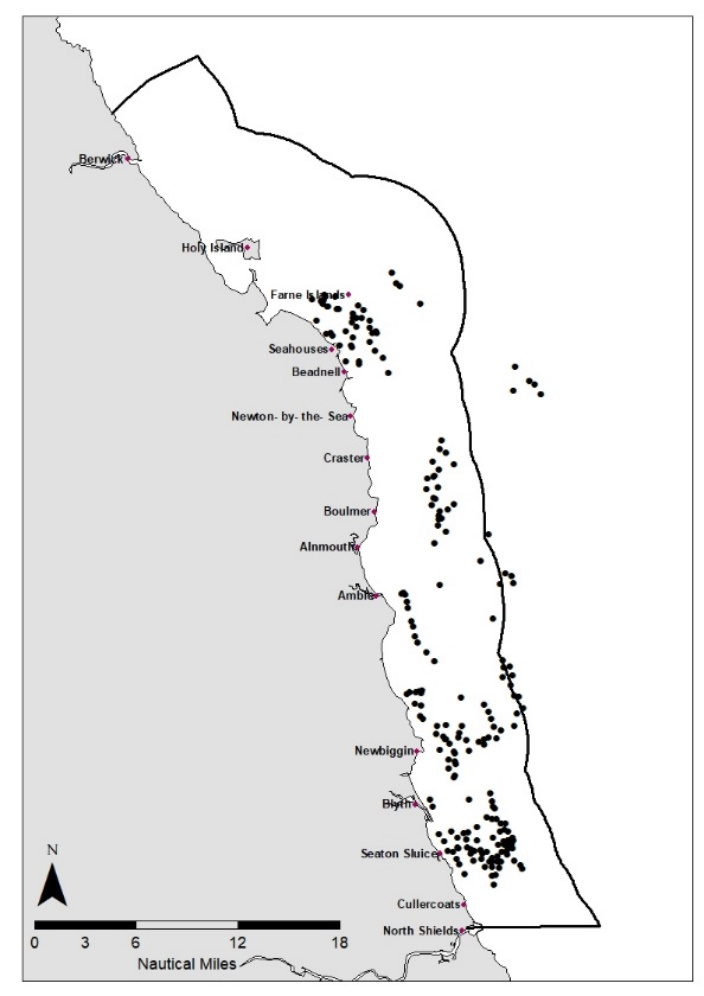 Berwick
Holy Island
Farne Islands
Seahouses
Beadnell
Newton- by- the- Sea
Craster
Boulmer
Alnmouth
Amble
Newbiggin
Blyth
Seaton Sluice
Cullercoats
North Shields
N
0 3 6 12 18
Nautical Miles